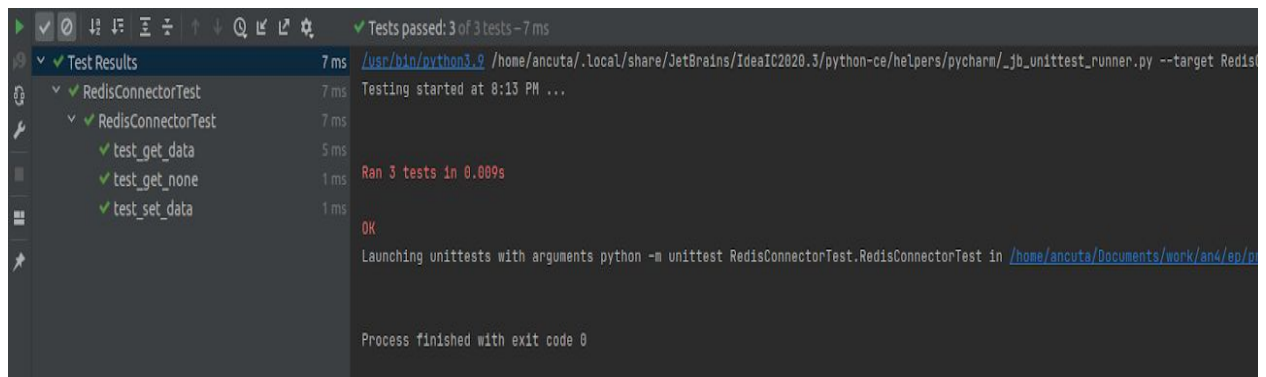 Tests passed: 3 of 3 tests – 7 ms
Test Results 7 ms
RedisConnectorTest 7 ms
RedisConnectorTest 7 ms
test_get_data 5 ms
test_get_none 1 ms
test_set_data 1 ms
/usr/bin/python3.9 /home/ancuta/.local/share/JetBrains/IdeaIC2020.3/python-ce/helpers/pycharm/_jb_unittest_runner.py --target Redis
Testing started at 8:13 PM ...
Ran 3 tests in 0.009s
OK
Launching unittests with arguments python -m unittest RedisConnectorTest.RedisConnectorTest in /home/ancuta/Documents/work/an4/ep/p
Process finished with exit code 0